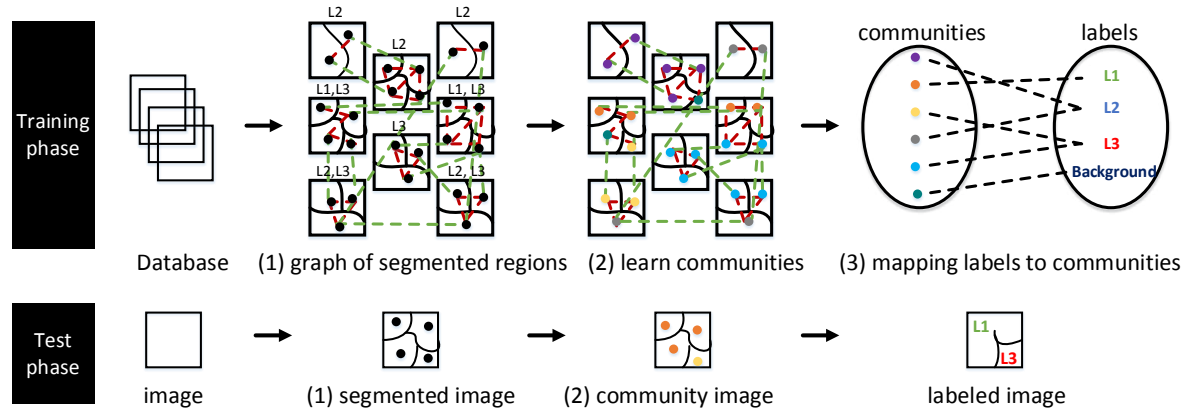 Training
phase
L2
L2
L2
L1,L3
L1, L3
L3
L2,L3
L2, L3
communities
labels
L1
L2
L3
Background
Database
(1) graph of segmented regions
(2) learn communities
(3) mapping labels to communities
Test
phase
L1
L3
image
(1) segmented image
(2) community image
labeled image